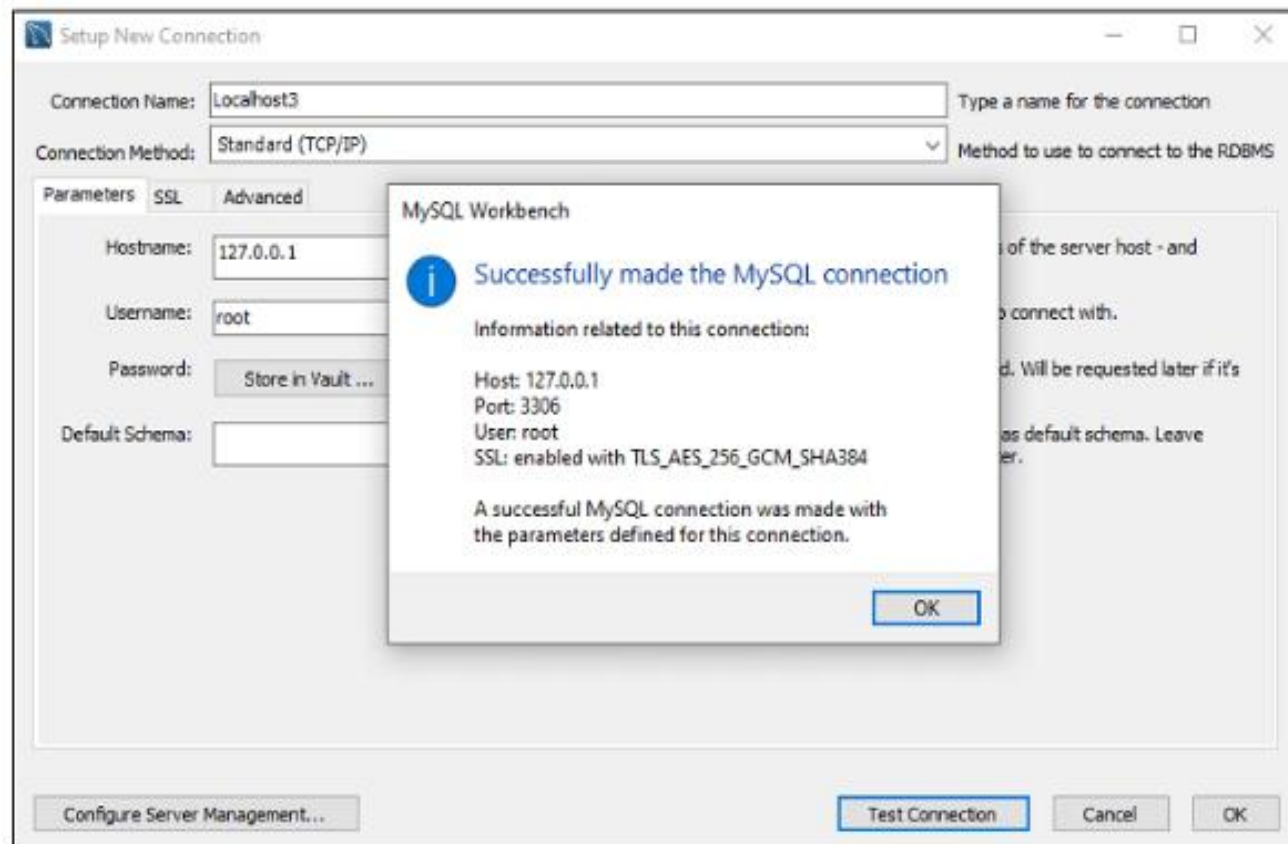 Setup New Connection
Connection Name: Localhost3 Type a name for the connection
Connection Method: Standard (TCP/IP) Method to use to connect to the RDBMS
Parameters SSL Advanced
Hostname: 127.0.0.1 of the server host - and
Username: root connect with.
Password: Store in Vault ... Will be requested later if it's
Default Schema: as default schema. Leave
MySQL Workbench
Successfully made the MySQL connection
Information related to this connection:
Host: 127.0.0.1
Port: 3306
User: root
SSL: enabled with TLS_AES_256_GCM_SHA384
A successful MySQL connection was made with
the parameters defined for this connection.
OK
Configure Server Management... Test Connection Cancel OK